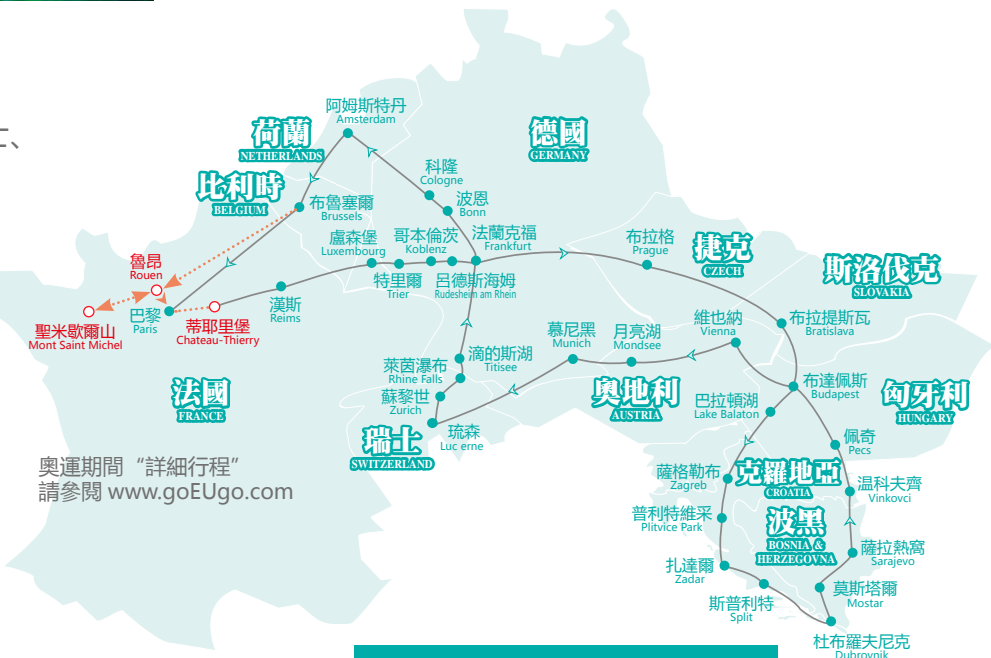 阿姆斯特丹
Amsterdam
荷蘭
NETHERLANDS
德國
GERMANY
比利時
BELGIUM
科隆
Cologne
波恩
Bonn
布魯塞爾
Brussels
盧森堡
Luxembourg
哥本倫茨
Koblenz
法蘭克福
Frankfurt
布拉格
Prague
捷克
CZECH
斯洛伐克
SLOVAKIA
魯昂
Rouen
特里爾
Trier
呂德斯海姆
Rudesheim am Rhein
漢斯
Reims
聖米歇爾山
Mont Saint Michel
巴黎
Paris
蒂耶里堡
Chateau-Thierry
慕尼黑
Munich
月亮湖
Mondsee
維也納
Vienna
布拉提斯瓦
Bratislava
滴的斯湖
Titisee
萊茵瀑布
Rhine Falls
蘇黎世
Zurich
法國
FRANCE
奧地利
AUSTRIA
布達佩斯
Budapest
匈牙利
HUNGARY
巴拉頓湖
Lake Balaton
瑞士
SWITZERLAND
琉森
Luc erne
佩奇
Pecs
奧運期間“詳細行程”
請參閱 www.goEUgo.com
薩格勒布
Zagreb
克羅地亞
CROATIA
温科夫齊
Vinkovci
普利特維采
Plitvice Park
波黑
BOSNIA &
HERZEGOVNA
薩拉熱窩
Sarajevo
扎達爾
Zadar
莫斯塔爾
Mostar
斯普利特
Split
杜布羅夫尼克
Dubrovnik